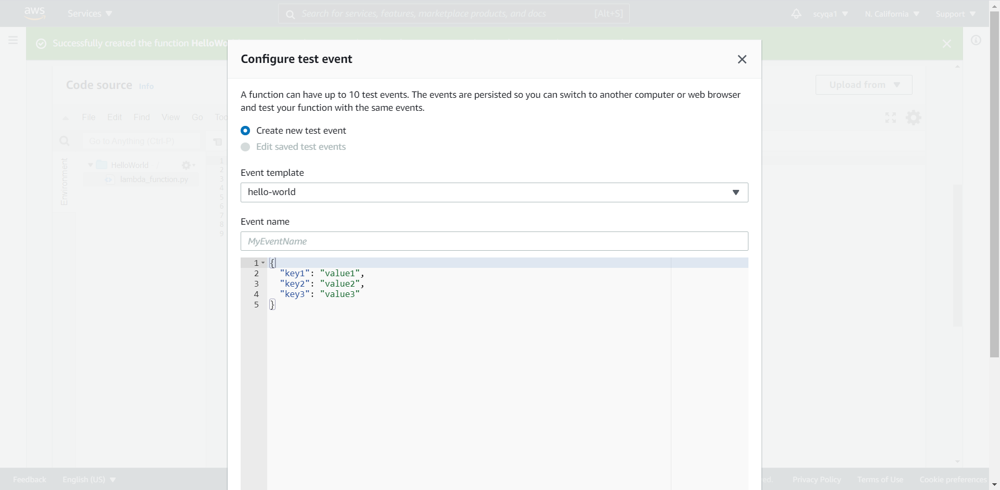 aws
Services
Search for services, features, marketplace products, and docs
[Alt+S]
scyqa1
N. California
Support
Successfully created the function HelloWo
Configure test event
Code source
Info
Upload from
A function can have up to 10 test events. The events are persisted so you can switch to another computer or web browser
and test your function with the same events.
File Edit Find View Go Too
Create new test event
Go to Anything (Ctrl-P)
Edit saved test events
Environment
HelloWorld /
lambda_function.py
1
2
3
4
5
6
7
8
9
Event template
hello-world
Event name
MyEventName
1 {
2 "key1": "value1",
3 "key2": "value2",
4 "key3": "value3"
5 }
Feedback
English (US)
ed.
Privacy Policy
Terms of Use
Cookie preferences